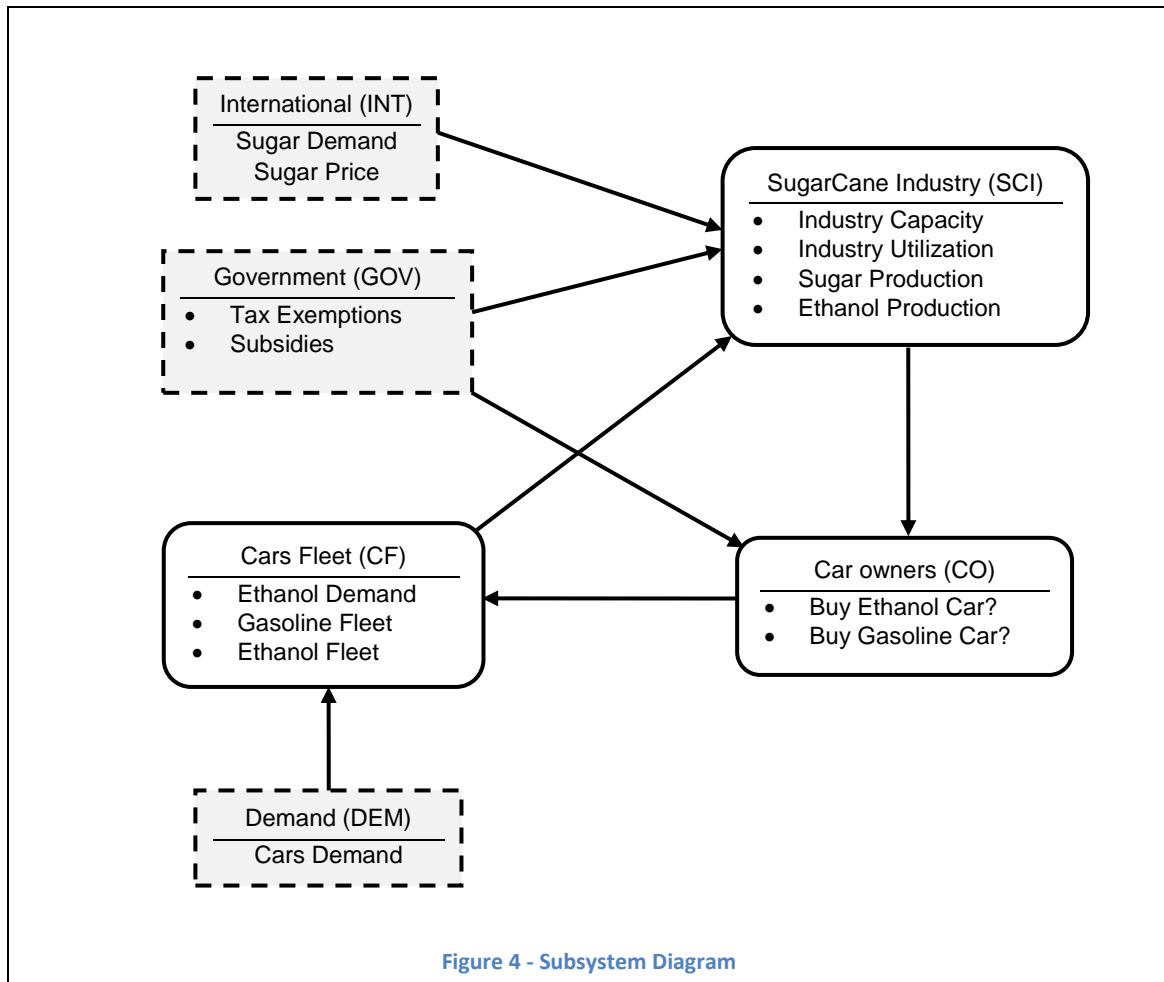 International (INT)
Sugar Demand
Sugar Price
SugarCane Industry (SCI)
• Industry Capacity
• Industry Utilization
• Sugar Production
• Ethanol Production
Government (GOV)
• Tax Exemptions
• Subsidies
Cars Fleet (CF)
• Ethanol Demand
• Gasoline Fleet
• Ethanol Fleet
Car owners (CO)
• Buy Ethanol Car?
• Buy Gasoline Car?
Demand (DEM)
Cars Demand
Figure 4 - Subsystem Diagram